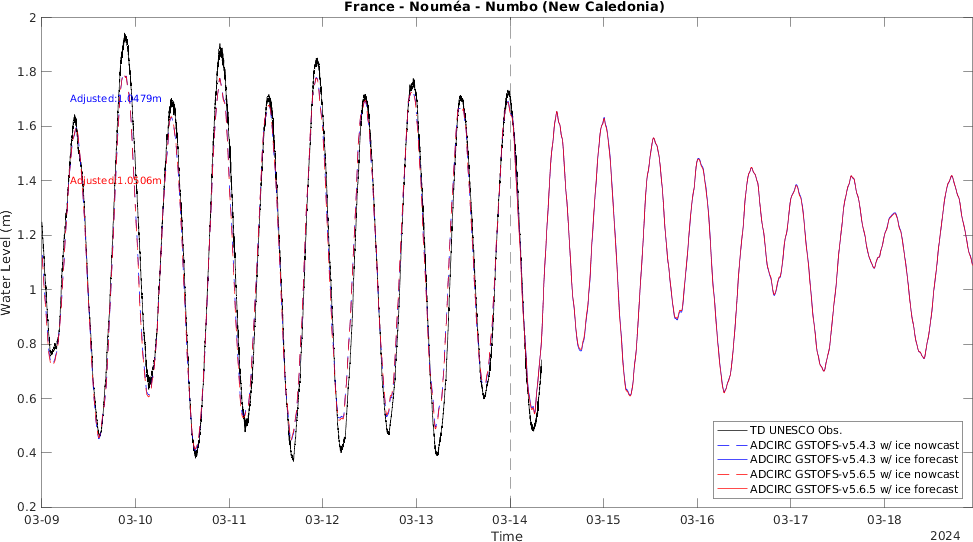 France - Nouméa - Numbo (New Caledonia)
2
1.8
1.6
1.4
1.2
1
0.8
0.6
0.4
0.2
Water Level (m)
Adjusted:1.0479m
Adjusted:1.0506m
TD UNESCO Obs.
ADCIRC GSTOFS-v5.4.3 w/ ice nowcast
ADCIRC GSTOFS-v5.4.3 w/ ice forecast
ADCIRC GSTOFS-v5.6.5 w/ ice nowcast
ADCIRC GSTOFS-v5.6.5 w/ ice forecast
03-09 03-10 03-11 03-12 03-13 03-14 03-15 03-16 03-17 03-18
Time
2024